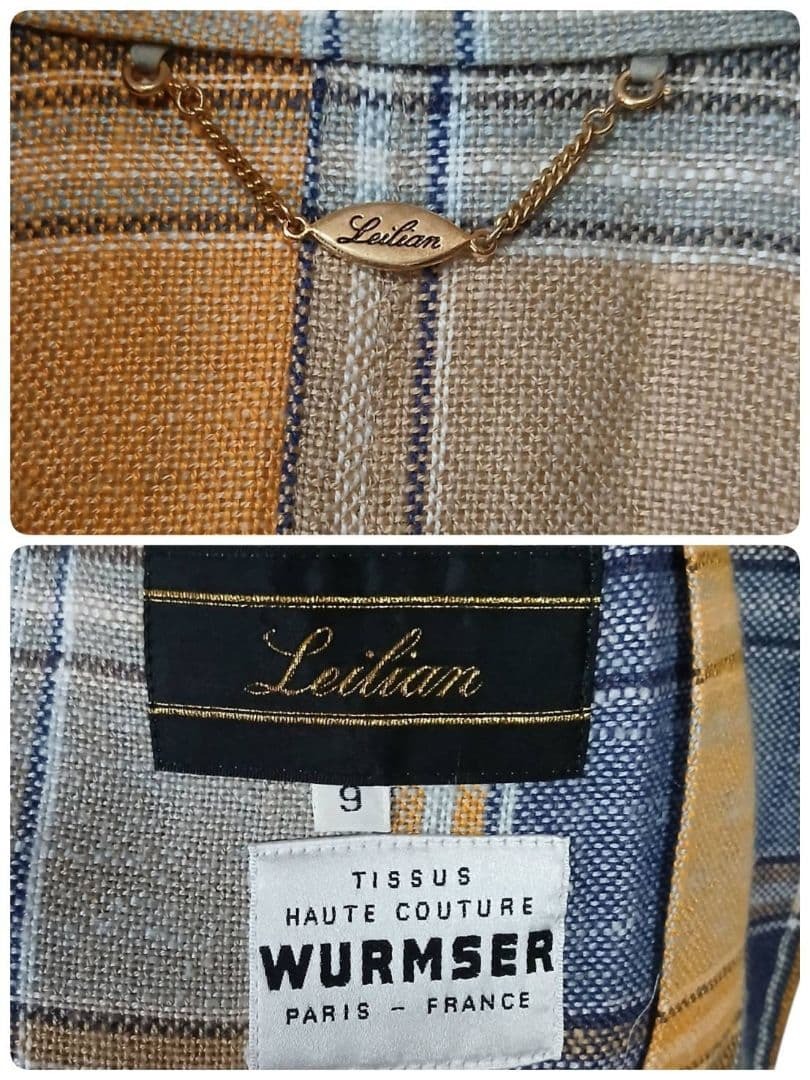 Leilian
Leilian
9
TISSUS
HAUTE COUTURE
WURMSER
PARIS - FRANCE